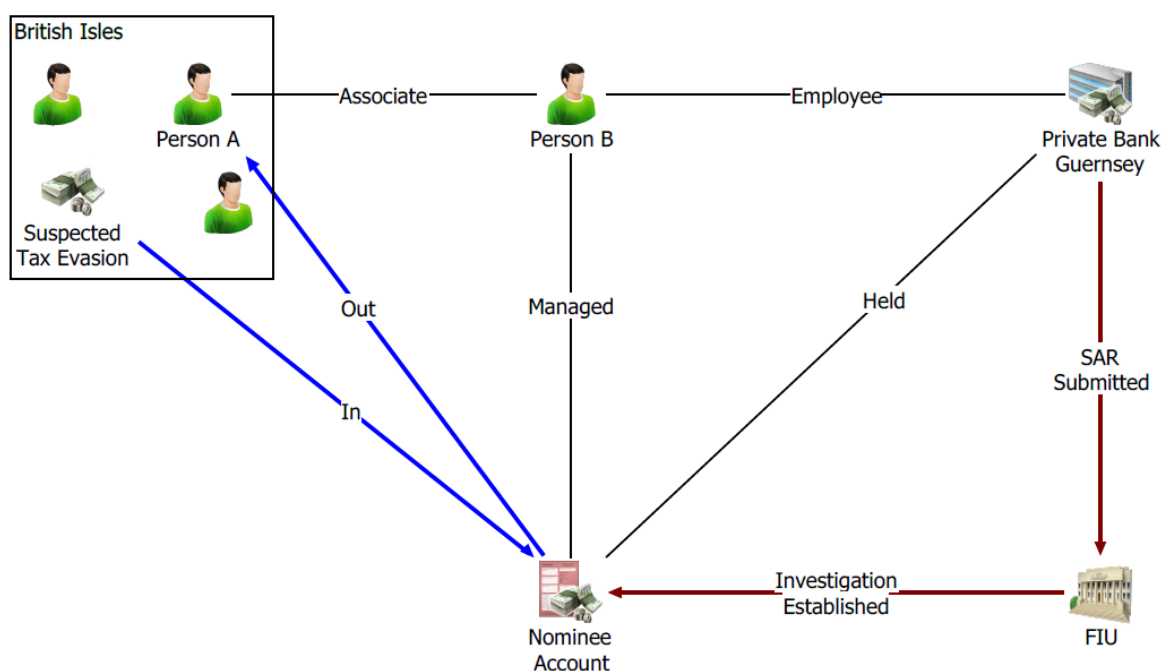 British Isles
Associate
Employee
Person A
Person B
Private Bank
Guernsey
Suspected
Tax Evasion
Out
Managed
Held
SAR
Submitted
In
Investigation
Established
Nominee
Account
FIU